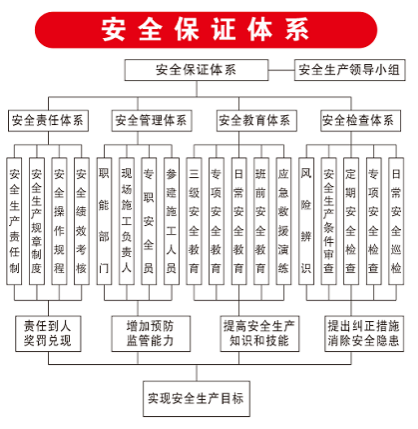 安全保证体系
安全保证体系
安全生产领导小组
安全责任体系
安全管理体系
安全教育体系
安全检查体系
安全生产责任制
安全生产规章制度
安全操作规程
安全绩效考核
职能部门
现场施工负责人
专职安全员
参建施工人员
三级安全教育
专项安全教育
日常安全教育
班前安全教育
应急救援演练
风险辨识
安全生产条件审查
定期安全检查
专项安全检查
日常安全巡检
责任到人
奖罚兑现
增加预防
监管能力
提高安全生产
知识和技能
提出纠正措施
消除安全隐患
实现安全生产目标